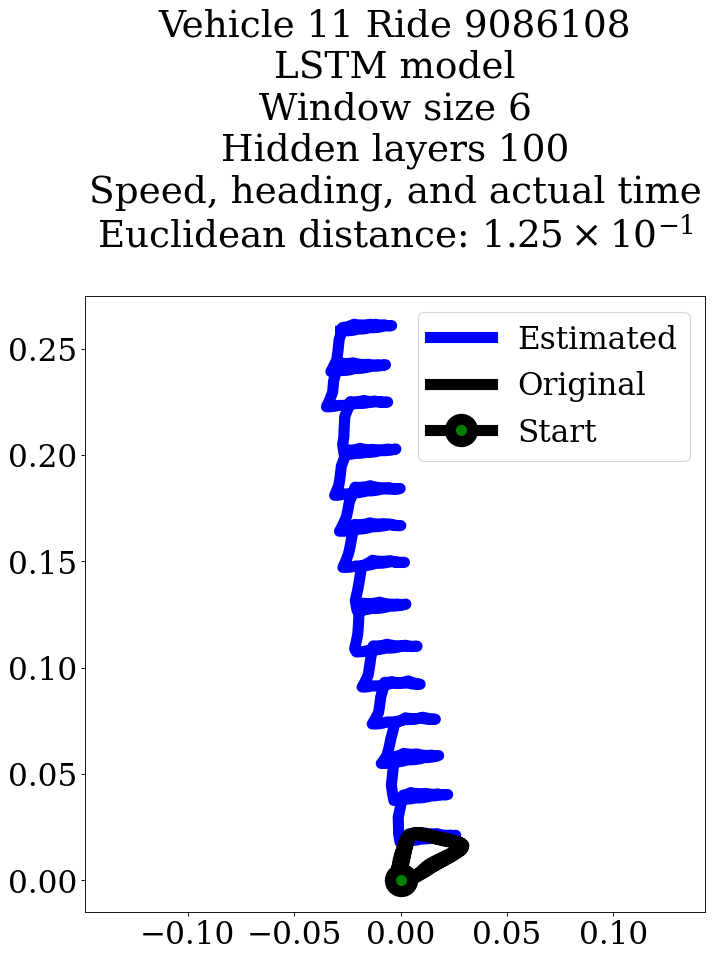 Vehicle 11 Ride 9086108
LSTM model
Window size 6
Hidden layers 100
Speed, heading, and actual time
Euclidean distance: 1.25 × 10⁻¹
Estimated
Original
Start
0.25
0.20
0.15
0.10
0.05
0.00
−0.10 −0.05 0.00 0.05 0.10